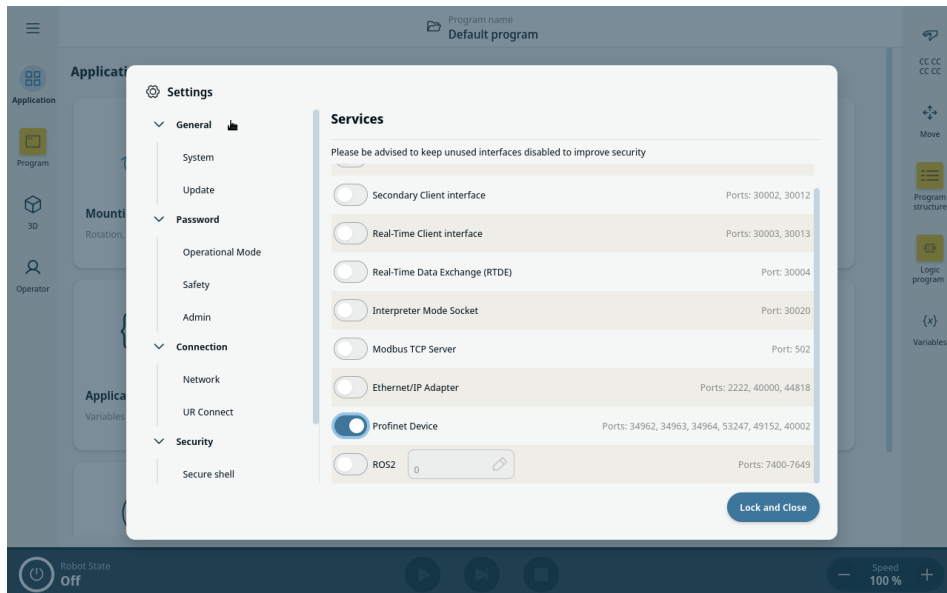 Program name
Default program
Applicati
Application
Program
3D
Operator
Mounti
Rotation,
Applica
Variables
Settings
General
System
Update
Password
Operational Mode
Safety
Admin
Connection
Network
UR Connect
Security
Secure shell
Services
Please be advised to keep unused interfaces disabled to improve security
Secondary Client interface Ports: 30002, 30012
Real-Time Client interface Ports: 30003, 30013
Real-Time Data Exchange (RTDE) Port: 30004
Interpreter Mode Socket Port: 30020
Modbus TCP Server Port: 502
Ethernet/IP Adapter Ports: 2222, 40000, 44818
Profinet Device Ports: 34962, 34963, 34964, 53247, 49152, 40002
ROS2 0 Ports: 7400-7649
Lock and Close
CC CC
CC CC
Move
Program
structure
Logic
program
{x}
Variables
Robot State
Off
Speed
100 %